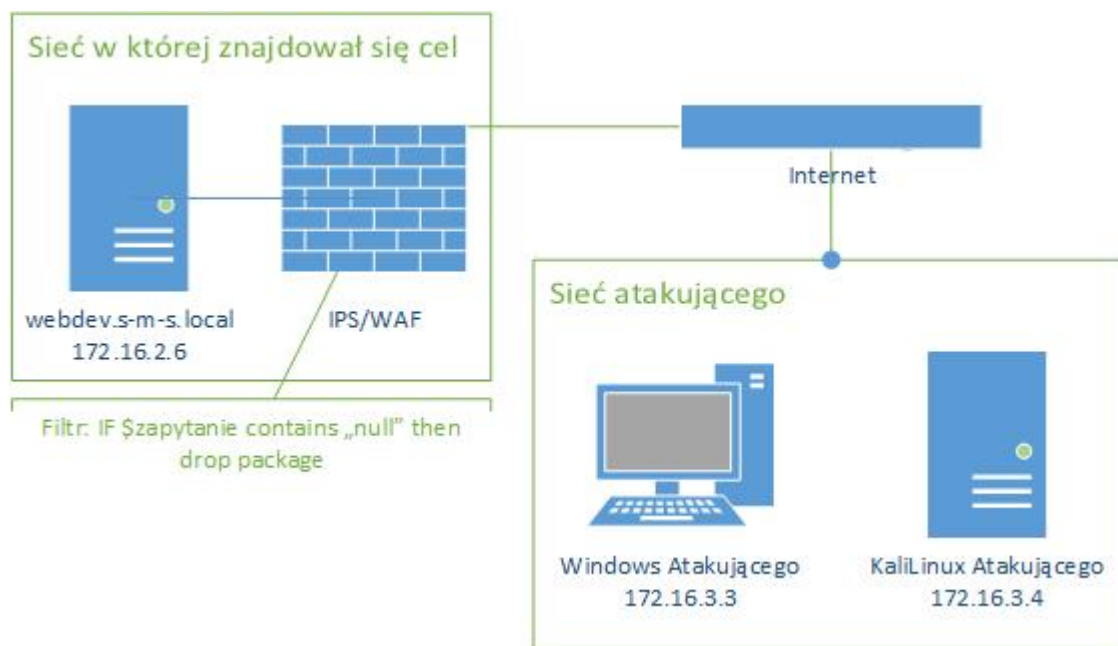 Sieć w której znajdował się cel
Internet
webdev.s-m-s.local
172.16.2.6
IPS/WAF
Filtr: IF $zapytanie contains „null” then
drop package
Sieć atakującego
Windows Atakującego
172.16.3.3
KaliLinux Atakującego
172.16.3.4